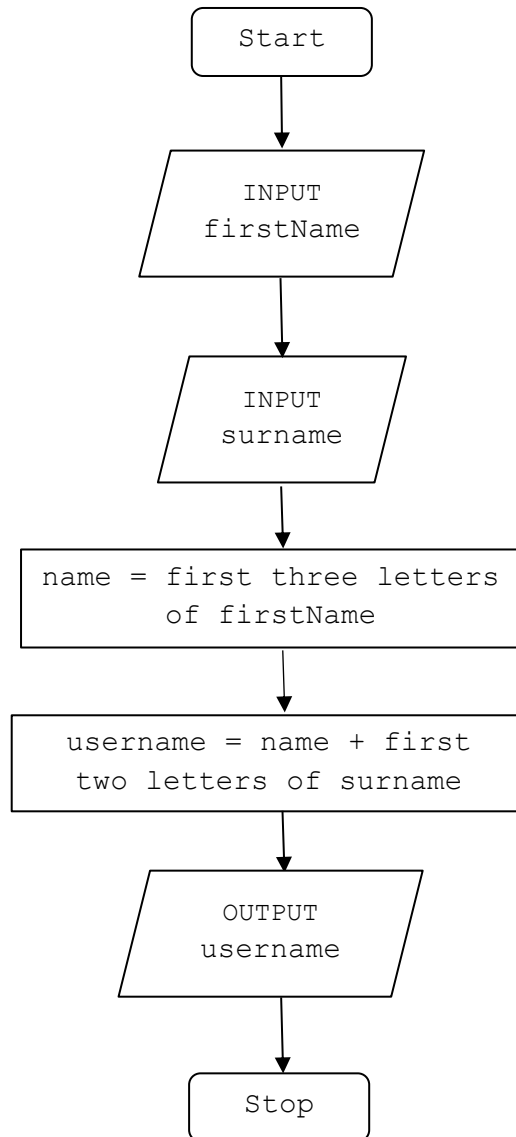 Start
INPUT
firstName
INPUT
surname
name = first three letters
of firstName
username = name + first
two letters of surname
OUTPUT
username
Stop